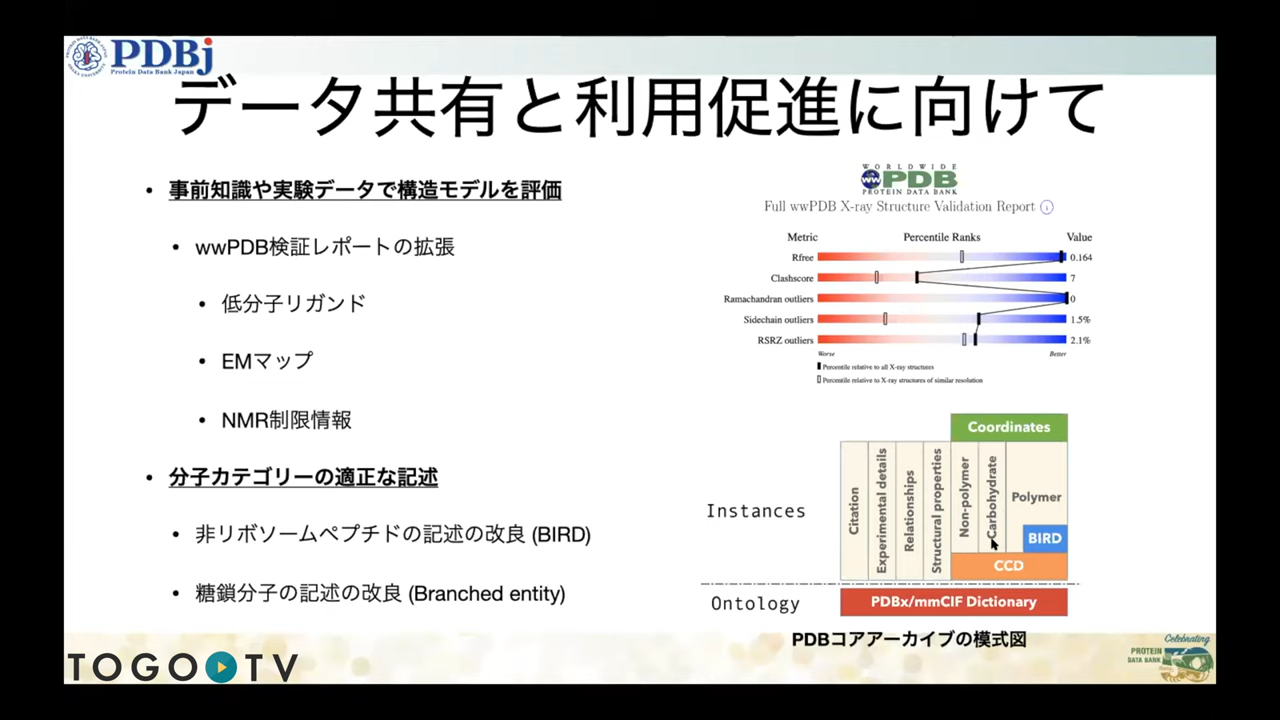 PDBj
Protein Data Bank Japan
データ共有と利用促進に向けて
• 事前知識や実験データで構造モデルを評価
• wwPDB検証レポートの拡張
• 低分子リガンド
• EMマップ
• NMR制限情報
• 分子カテゴリーの適正な記述
• 非リボソームペプチドの記述の改良 (BIRD)
• 糖鎖分子の記述の改良 (Branched entity)
WORLDWIDE
ww PDB
PROTEIN DATA BANK
Full wwPDB X-ray Structure Validation Report i
Metric Percentile Ranks Value
Rfree 0.164
Clashscore 7
Ramachandran outliers 0
Sidechain outliers 1.5%
RSRZ outliers 2.1%
Worse Better
Percentile relative to all X-ray structures
Percentile relative to X-ray structures of similar resolution
Coordinates
Instances
Citation
Experimental details
Relationships
Structural properties
Non-polymer
Carbohydrate
Polymer
BIRD
CCD
Ontology
PDBx/mmCIF Dictionary
PDBコアアーカイブの模式図
TOGO TV
Celebrating
PROTEIN
DATA BANK